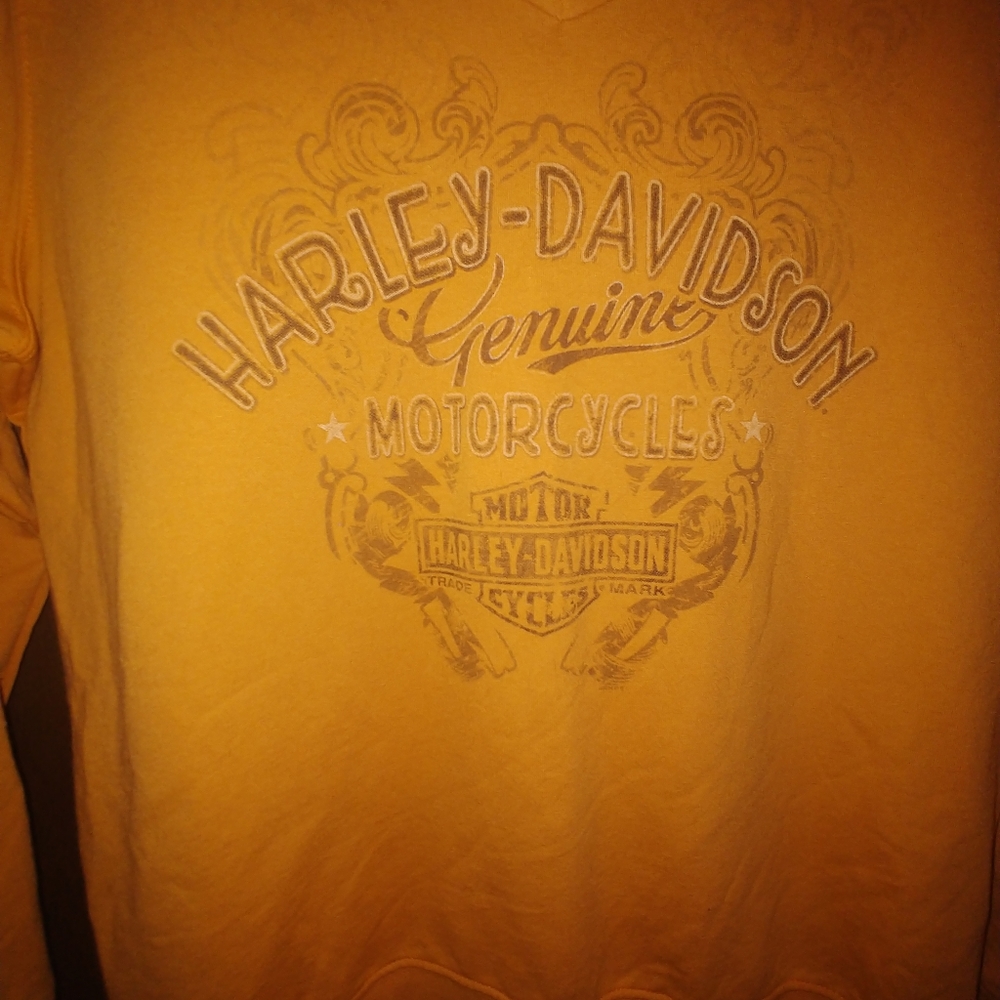 HARLEY-DAVIDSON
Genuine
MOTORCYCLES
MOTOR
HARLEY-DAVIDSON
TRADE MARK
CYCLES